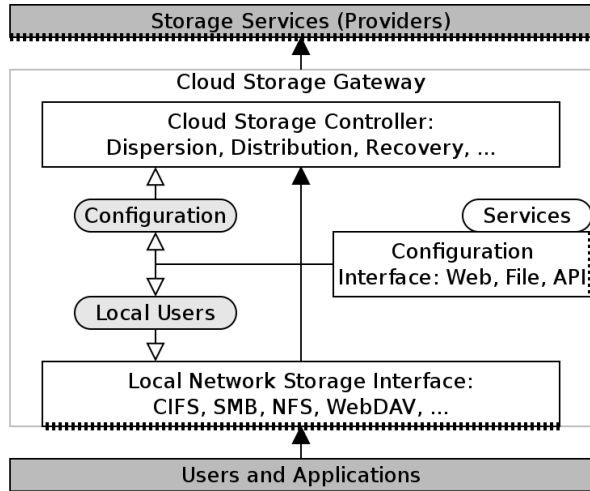 Storage Services (Providers)
Cloud Storage Gateway
Cloud Storage Controller:
Dispersion, Distribution, Recovery, ...
Configuration
Services
Configuration
Interface: Web, File, API
Local Users
Local Network Storage Interface:
CIFS, SMB, NFS, WebDAV, ...
Users and Applications